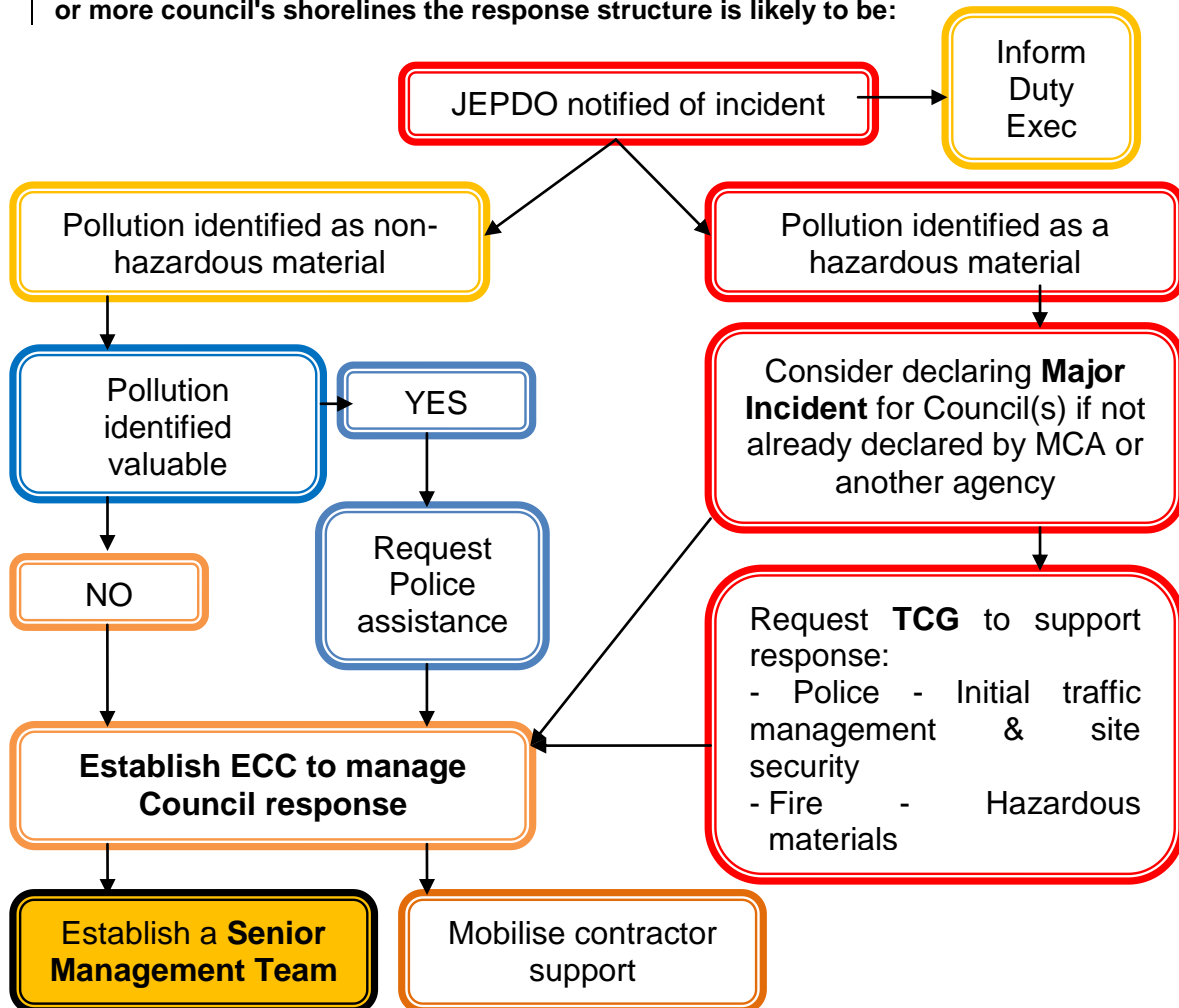 or more council's shorelines the response structure is likely to be:
Inform
Duty
Exec
JEPDO notified of incident
Pollution identified as non-
hazardous material
Pollution identified as a
hazardous material
Pollution
identified
valuable
YES
Consider declaring Major
Incident for Council(s) if not
already declared by MCA or
another agency
NO
Request
Police
assistance
Request TCG to support
response:
- Police - Initial traffic
management & site
security
- Fire - Hazardous
materials
Establish ECC to manage
Council response
Establish a Senior
Management Team
Mobilise contractor
support